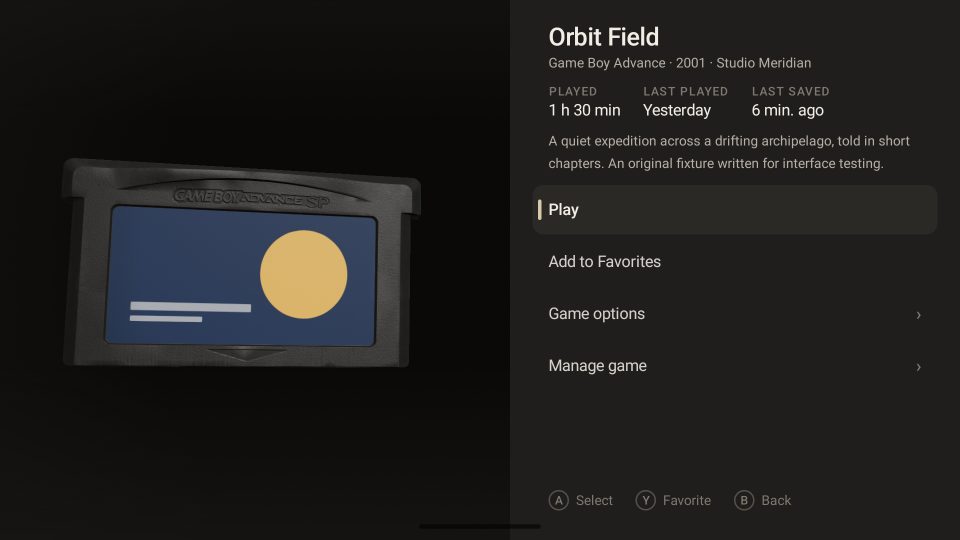 Orbit Field
Game Boy Advance · 2001 · Studio Meridian
PLAYED LAST PLAYED LAST SAVED
1 h 30 min Yesterday 6 min. ago
A quiet expedition across a drifting archipelago, told in short
chapters. An original fixture written for interface testing.
GAME BOY ADVANCE SP
Play
Add to Favorites
Game options ›
Manage game ›
A Select Y Favorite B Back